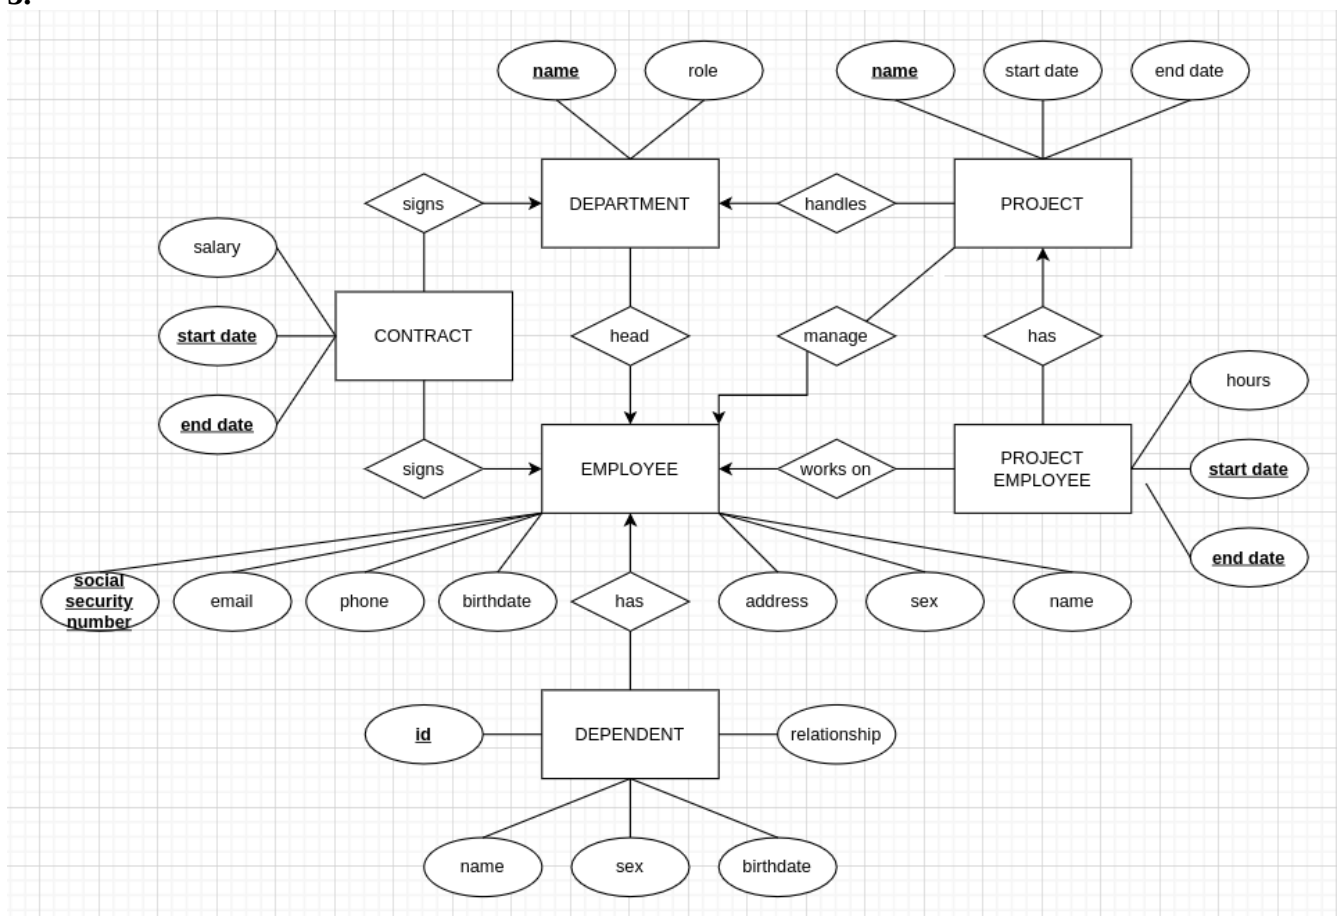 name
role
name
start date
end date
signs
DEPARTMENT
handles
PROJECT
salary
start date
CONTRACT
head
manage
has
hours
end date
signs
EMPLOYEE
works on
PROJECT
EMPLOYEE
start date
end date
social
security
number
email
phone
birthdate
has
address
sex
name
id
DEPENDENT
relationship
name
sex
birthdate